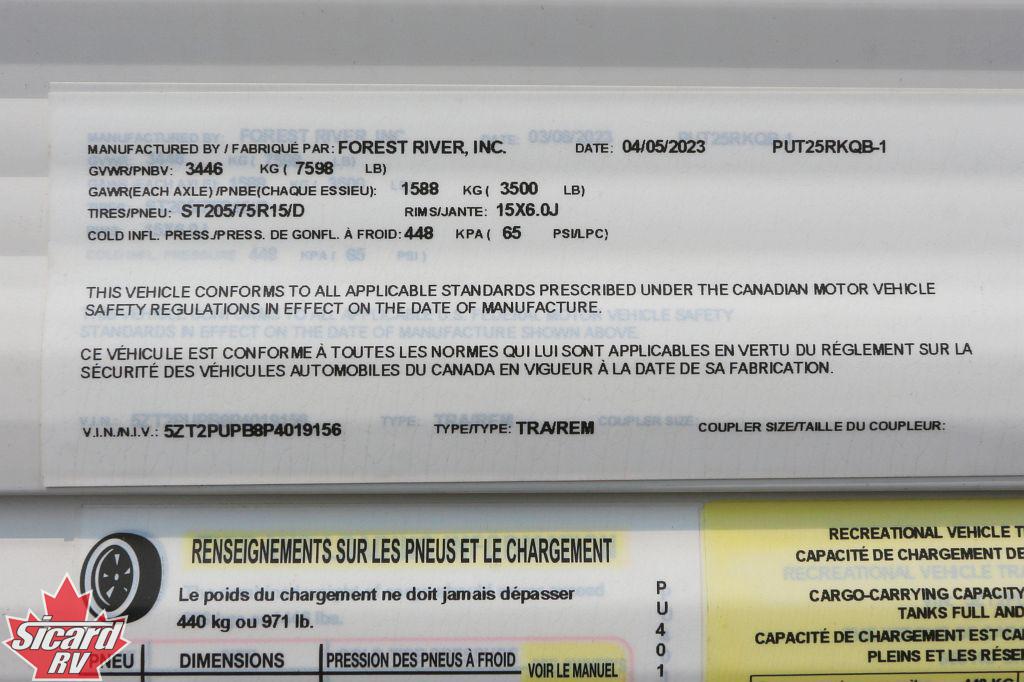 MANUFACTURED BY / FABRIQUÉ PAR: FOREST RIVER, INC. DATE: 04/05/2023 PUT25RKQB-1
GVWR/PNBV: 3446 KG ( 7598 LB)
GAWR(EACH AXLE) /PNBE(CHAQUE ESSIEU): 1588 KG ( 3500 LB)
TIRES/PNEU: ST205/75R15/D RIMS/JANTE: 15X6.0J
COLD INFL. PRESS./PRESS. DE GONFL. À FROID: 448 KPA ( 65 PSI/LPC)
THIS VEHICLE CONFORMS TO ALL APPLICABLE STANDARDS PRESCRIBED UNDER THE CANADIAN MOTOR VEHICLE
SAFETY REGULATIONS IN EFFECT ON THE DATE OF MANUFACTURE.
CE VÉHICULE EST CONFORME À TOUTES LES NORMES QUI LUI SONT APPLICABLES EN VERTU DU RÉGLEMENT SUR LA
SÉCURITÉ DES VÉHICULES AUTOMOBILES DU CANADA EN VIGUEUR À LA DATE DE SA FABRICATION.
V.I.N./N.I.V.: 5ZT2PUPB8P4019156 TYPE/TYPE: TRA/REM COUPLER SIZE/TAILLE DU COUPLEUR:
RENSEIGNEMENTS SUR LES PNEUS ET LE CHARGEMENT
Le poids du chargement ne doit jamais dépasser
440 kg ou 971 lb.
PNEU DIMENSIONS PRESSION DES PNEUS À FROID VOIR LE MANUEL
PU401
RECREATIONAL VEHICLE
CAPACITÉ DE CHARGEMENT DE
CARGO-CARRYING CAPACITY
TANKS FULL AND
CAPACITÉ DE CHARGEMENT EST
PLEINS ET LES
Sicard
RV